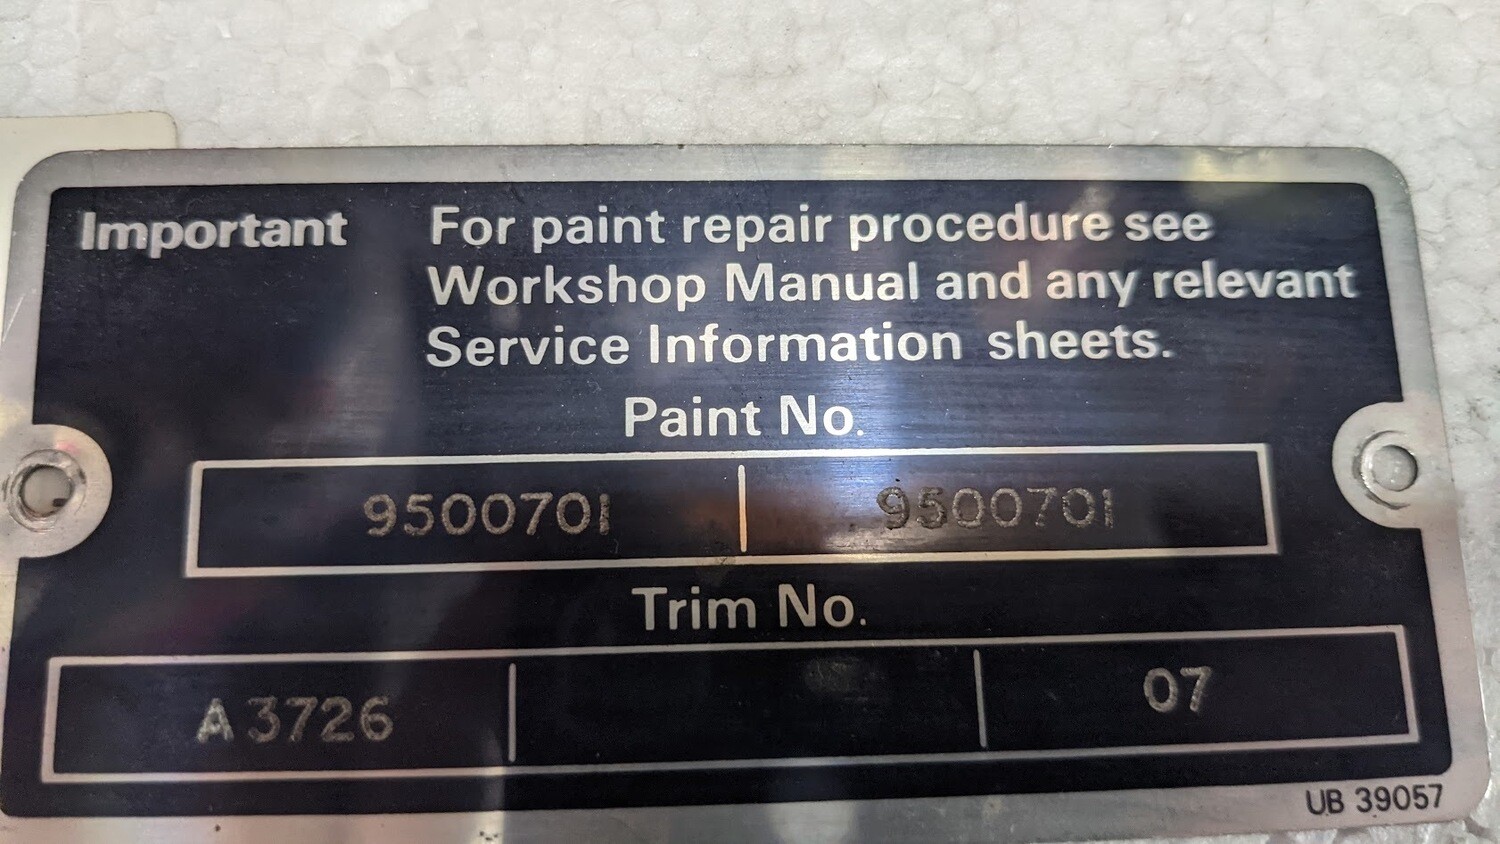 Important
For paint repair procedure see
Workshop Manual and any relevant
Service Information sheets.
Paint No.
9500701 9500701
Trim No.
A3726 07
UB 39057